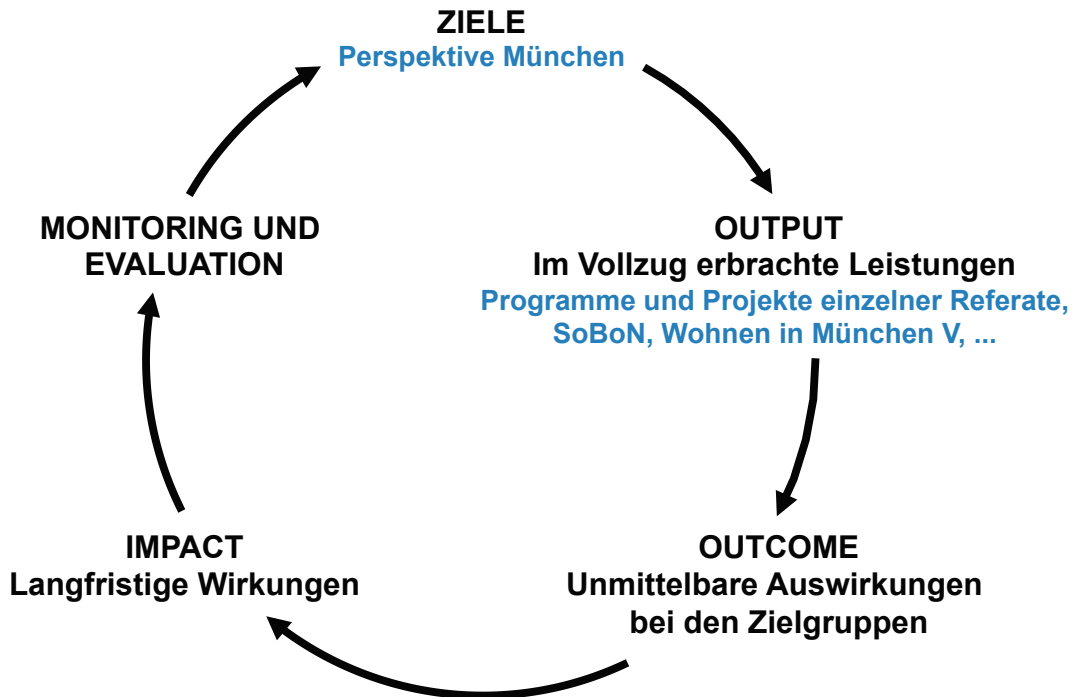 ZIELE
Perspektive München
OUTPUT
Im Vollzug erbrachte Leistungen
Programme und Projekte einzelner Referate,
SoBoN, Wohnen in München V, ...
OUTCOME
Unmittelbare Auswirkungen
bei den Zielgruppen
IMPACT
Langfristige Wirkungen
MONITORING UND
EVALUATION